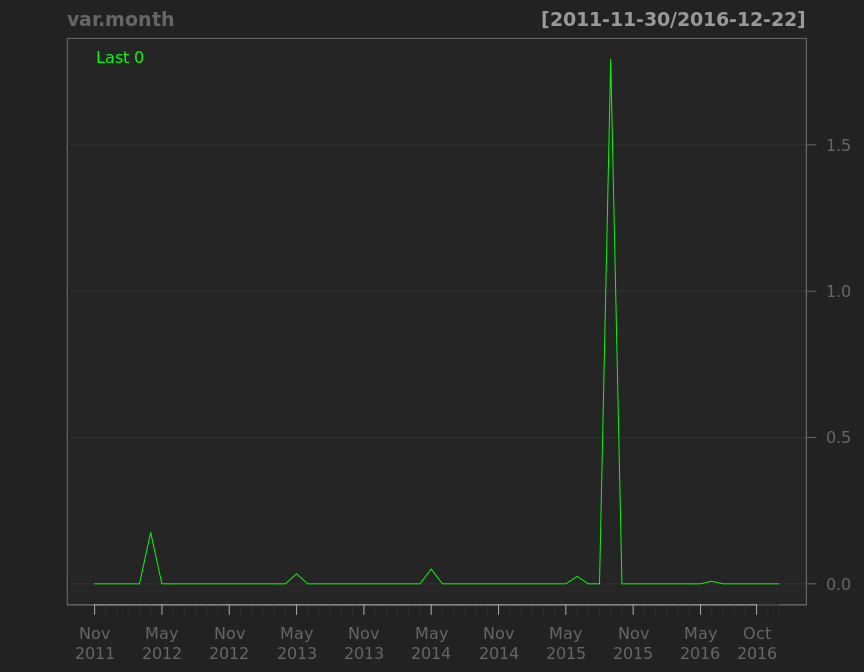 var.month [2011-11-30/2016-12-22]
Last 0
1.5
1.0
0.5
0.0
Nov May Nov May Nov May Nov May Nov May Oct
2011 2012 2012 2013 2013 2014 2014 2015 2015 2016 2016